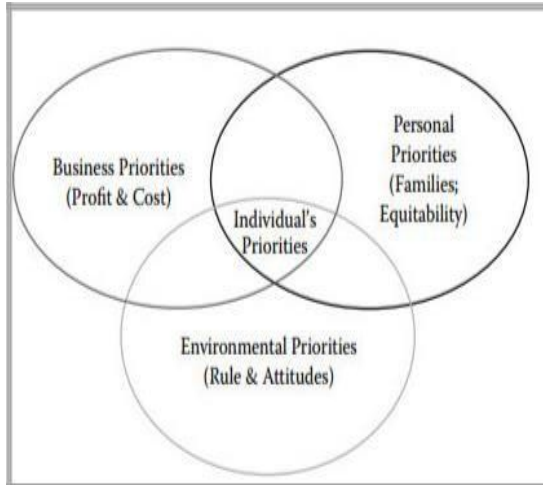 Business Priorities
(Profit & Cost)
Personal
Priorities
(Families;
Equitability)
Individual's
Priorities
Environmental Priorities
(Rule & Attitudes)